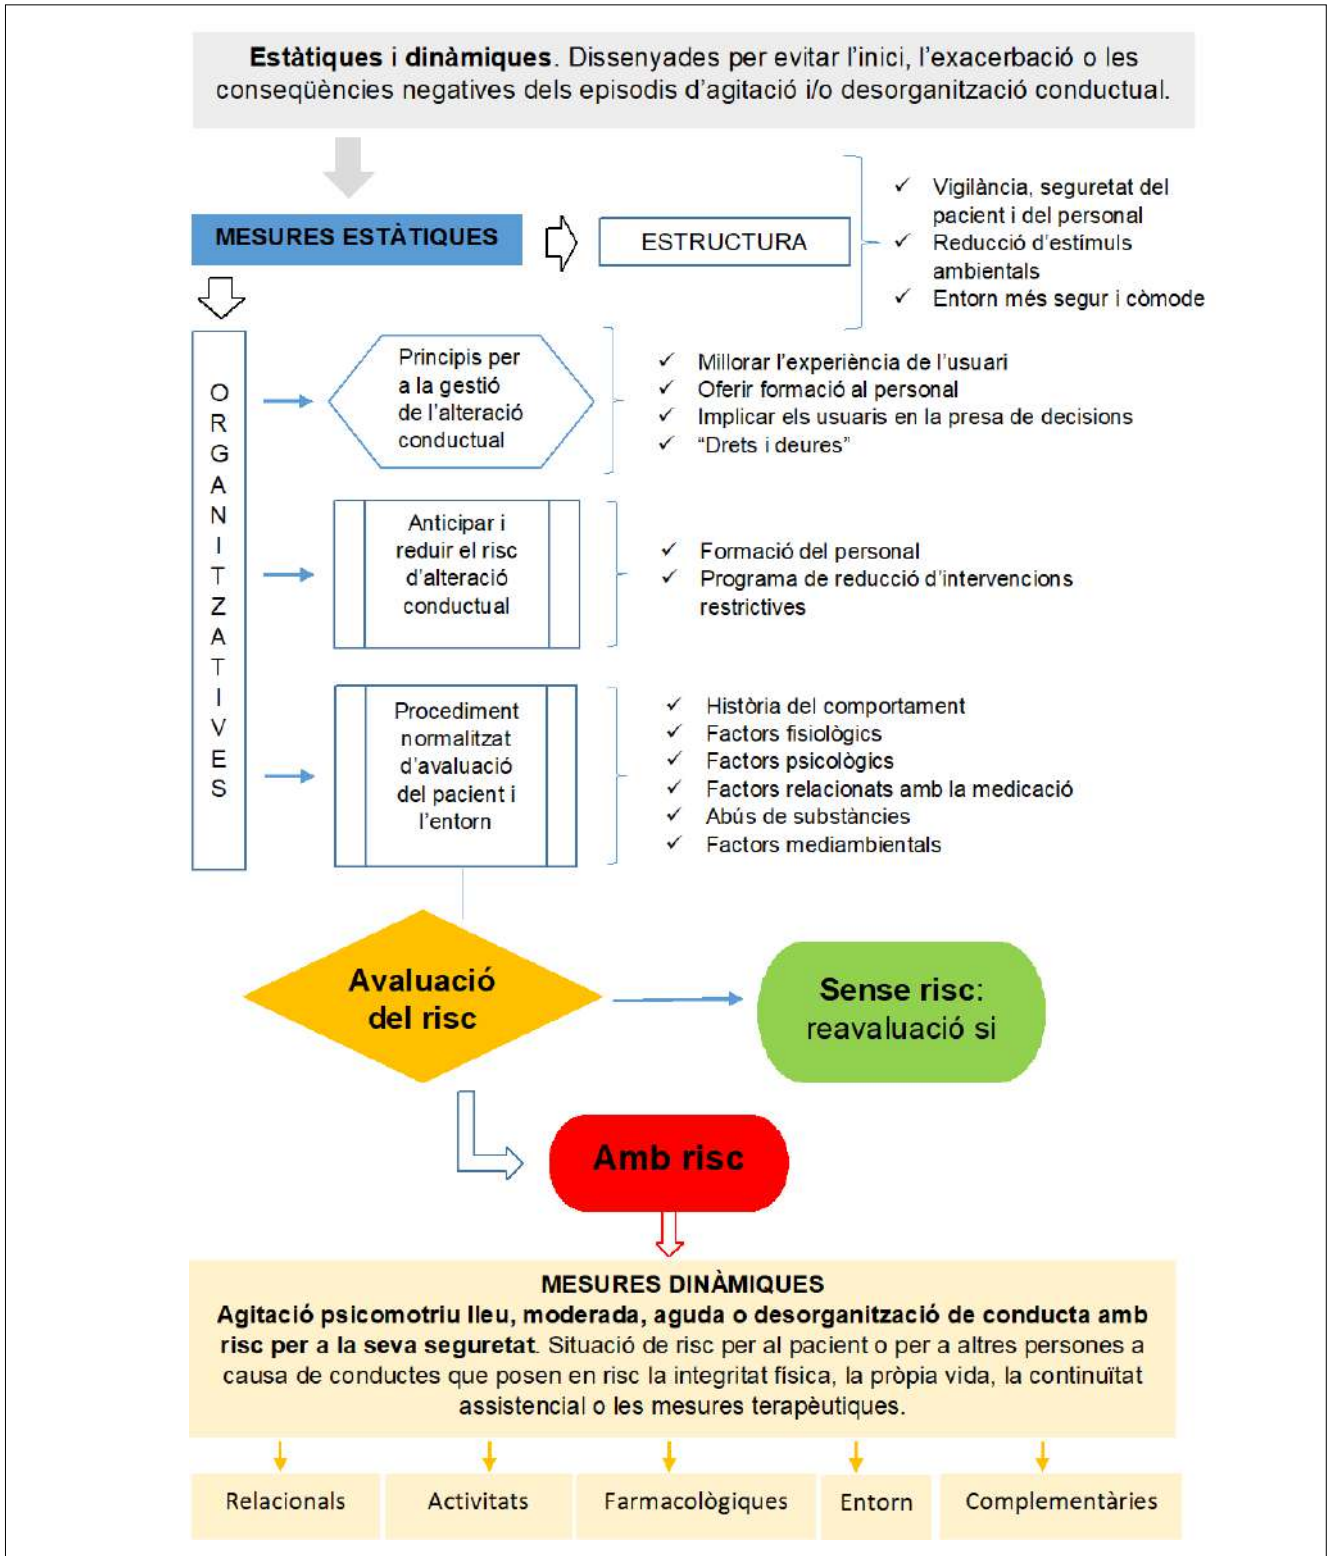 Estàtiques i dinàmiques. Dissenyades per evitar l’inici, l’exacerbació o les
conseqüències negatives dels episodis d’agitació i/o desorganització conductual.
MESURES ESTÀTIQUES
ESTRUCTURA
✓ Vigilància, seguretat del
pacient i del personal
✓ Reducció d’estímuls
ambientals
✓ Entorn més segur i còmode
ORGANITZATIVES
Principis per
a la gestió
de l’alteració
conductual
✓ Millorar l’experiència de l’usuari
✓ Oferir formació al personal
✓ Implicar els usuaris en la presa de decisions
✓ “Drets i deures”
Anticipar i
reduir el risc
d’alteració
conductual
✓ Formació del personal
✓ Programa de reducció d’intervencions
restrictives
Procediment
normalitzat
d’avaluació
del pacient i
l’entorn
✓ Història del comportament
✓ Factors fisiològics
✓ Factors psicològics
✓ Factors relacionats amb la medicació
✓ Abús de substàncies
✓ Factors mediambientals
Avaluació
del risc
Sense risc:
reavaluació si
Amb risc
MESURES DINÀMIQUES
Agitació psicomotriu lleu, moderada, aguda o desorganització de conducta amb
risc per a la seva seguretat. Situació de risc per al pacient o per a altres persones a
causa de conductes que posen en risc la integritat física, la pròpia vida, la continuïtat
assistencial o les mesures terapèutiques.
Relacionals
Activitats
Farmacològiques
Entorn
Complementàries